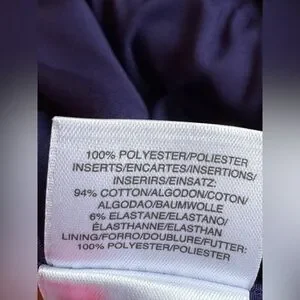 100% POLYESTER/POLIESTER
INSERTS/ENCARTES/INSERTIONS/
INSERIRS/EINSATZ:
94% COTTON/ALGODON/COTON/
ALGODAO/BAUMWOLLE
6% ELASTANE/ELASTANO/
ÉLASTHANNE/ELASTHAN
LINING/FORRO/DOUBLURE/FUTTER:
100% POLYESTER/POLIESTER